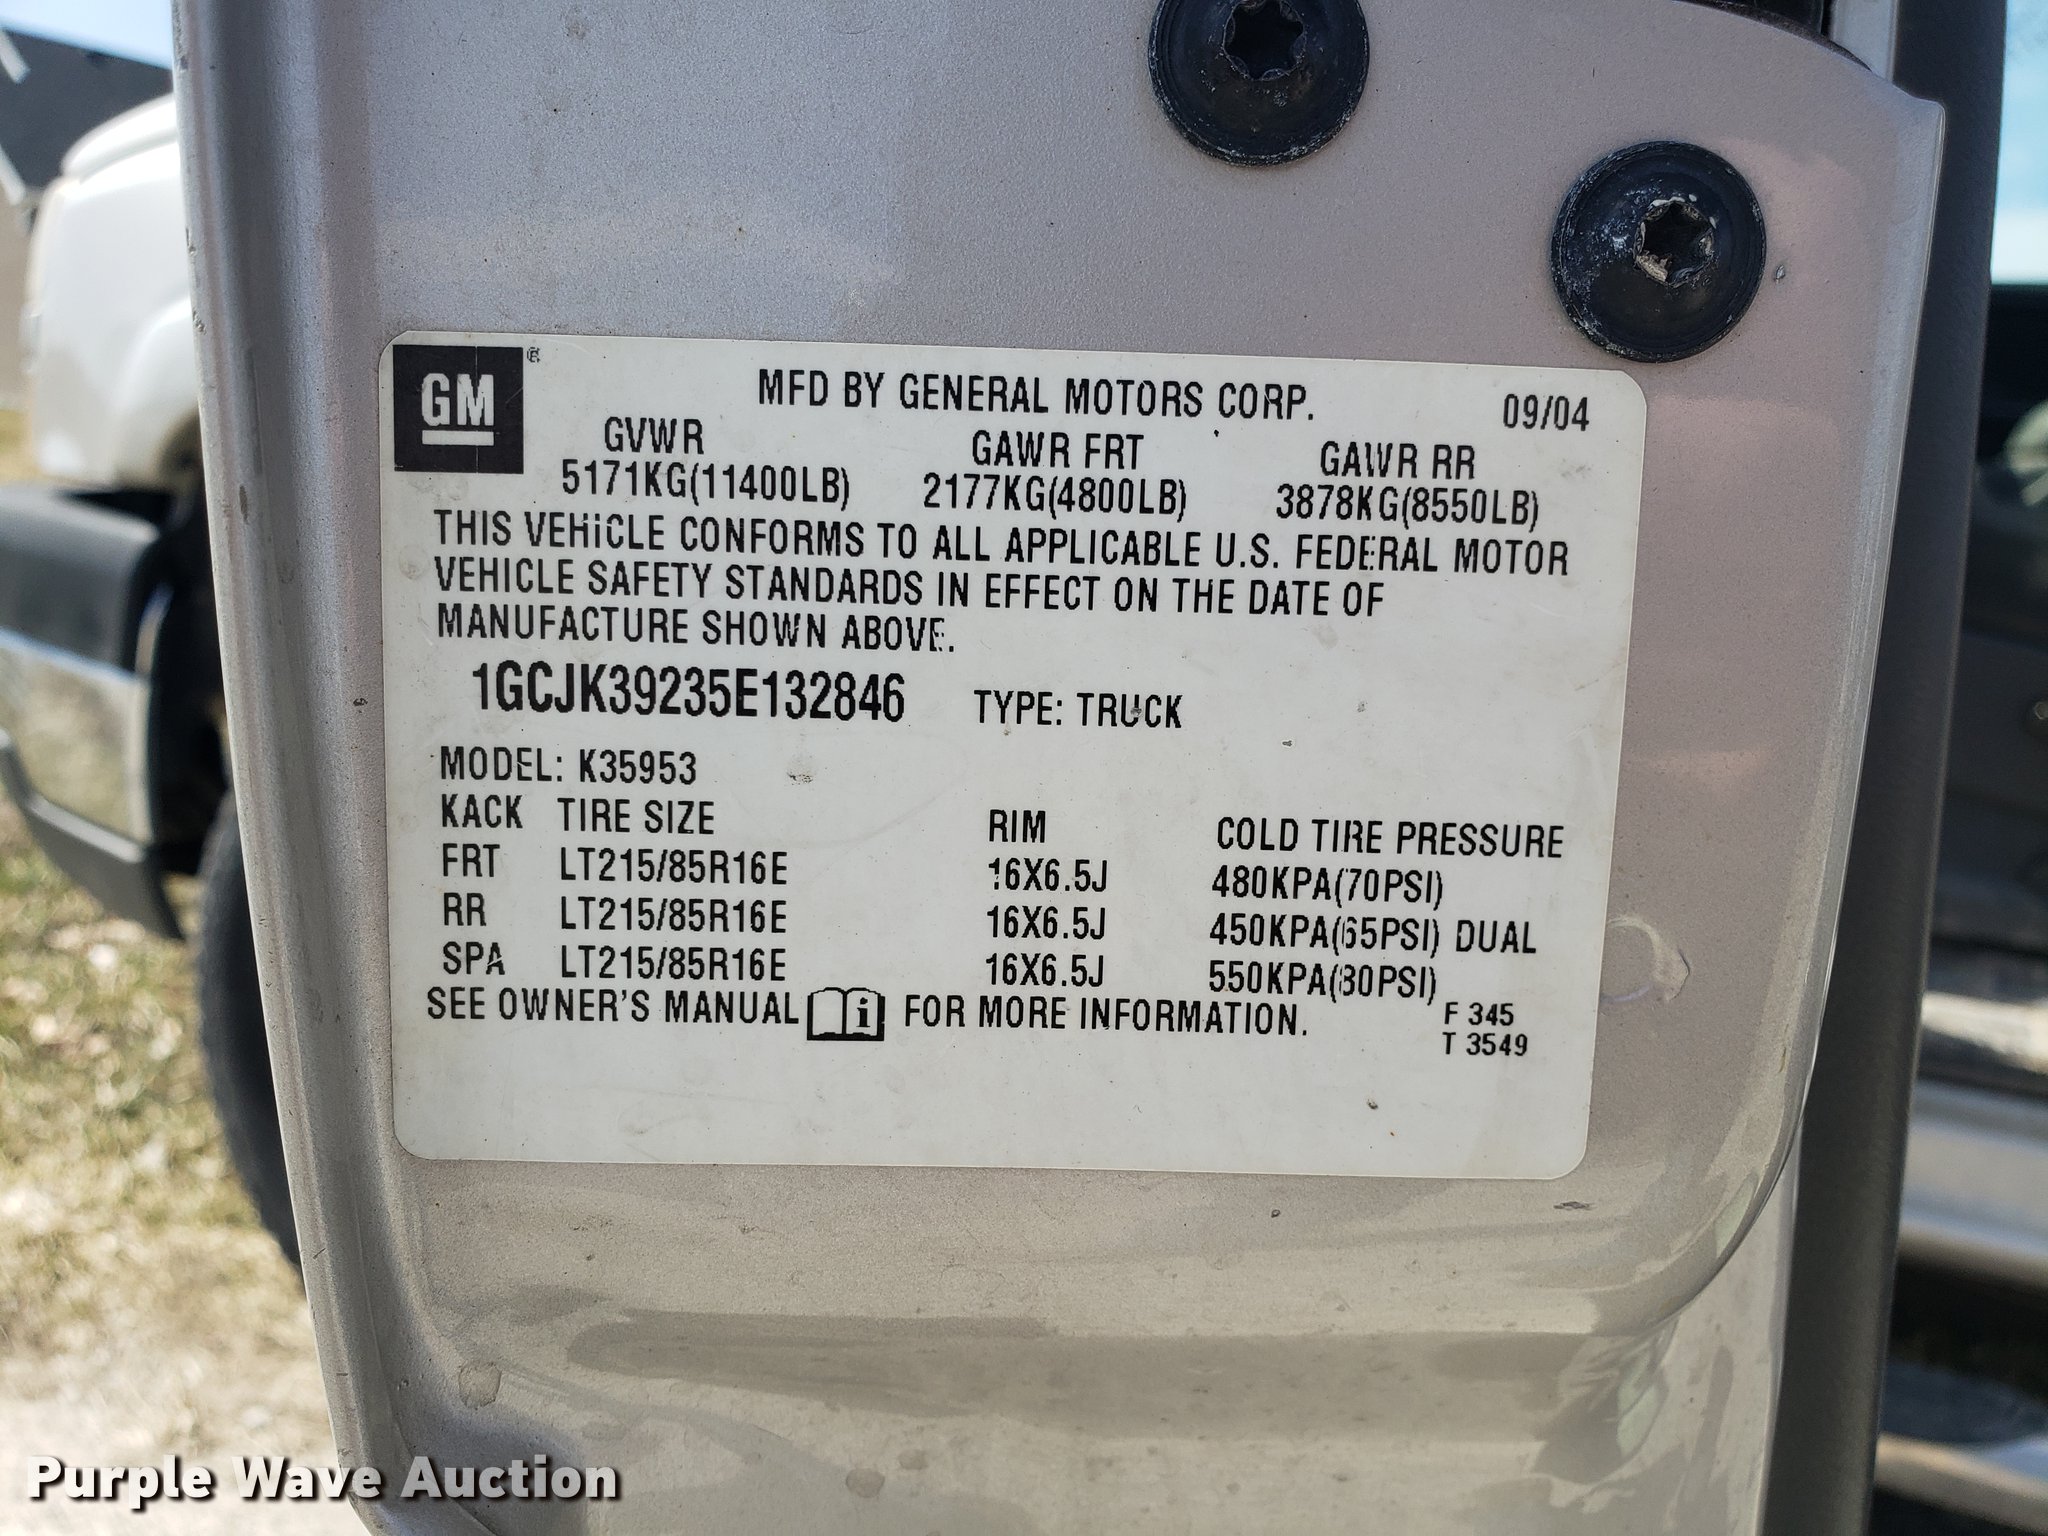 GM ®
MFD BY GENERAL MOTORS CORP. 09/04
GVWR GAWR FRT GAWR RR
5171KG(11400LB) 2177KG(4800LB) 3878KG(8550LB)
THIS VEHICLE CONFORMS TO ALL APPLICABLE U.S. FEDERAL MOTOR
VEHICLE SAFETY STANDARDS IN EFFECT ON THE DATE OF
MANUFACTURE SHOWN ABOVE.
1GCJK39235E132846 TYPE: TRUCK
MODEL: K35953
KACK TIRE SIZE RIM COLD TIRE PRESSURE
FRT LT215/85R16E 16X6.5J 480KPA(70PSI)
RR LT215/85R16E 16X6.5J 450KPA(65PSI) DUAL
SPA LT215/85R16E 16X6.5J 550KPA(80PSI)
SEE OWNER'S MANUAL i FOR MORE INFORMATION.
F 345
T 3549
Purple Wave Auction